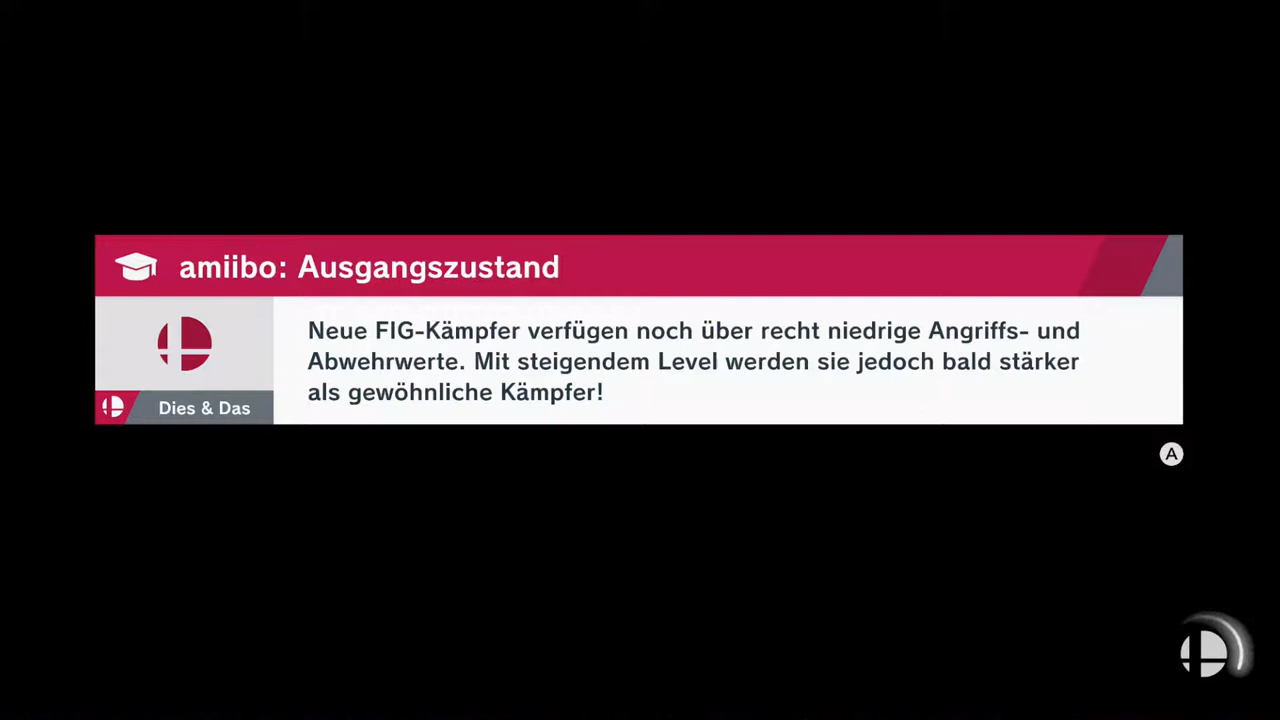 amiibo: Ausgangszustand
Neue FIG-Kämpfer verfügen noch über recht niedrige Angriffs- und
Abwehrwerte. Mit steigendem Level werden sie jedoch bald stärker
als gewöhnliche Kämpfer!
Dies & Das
A